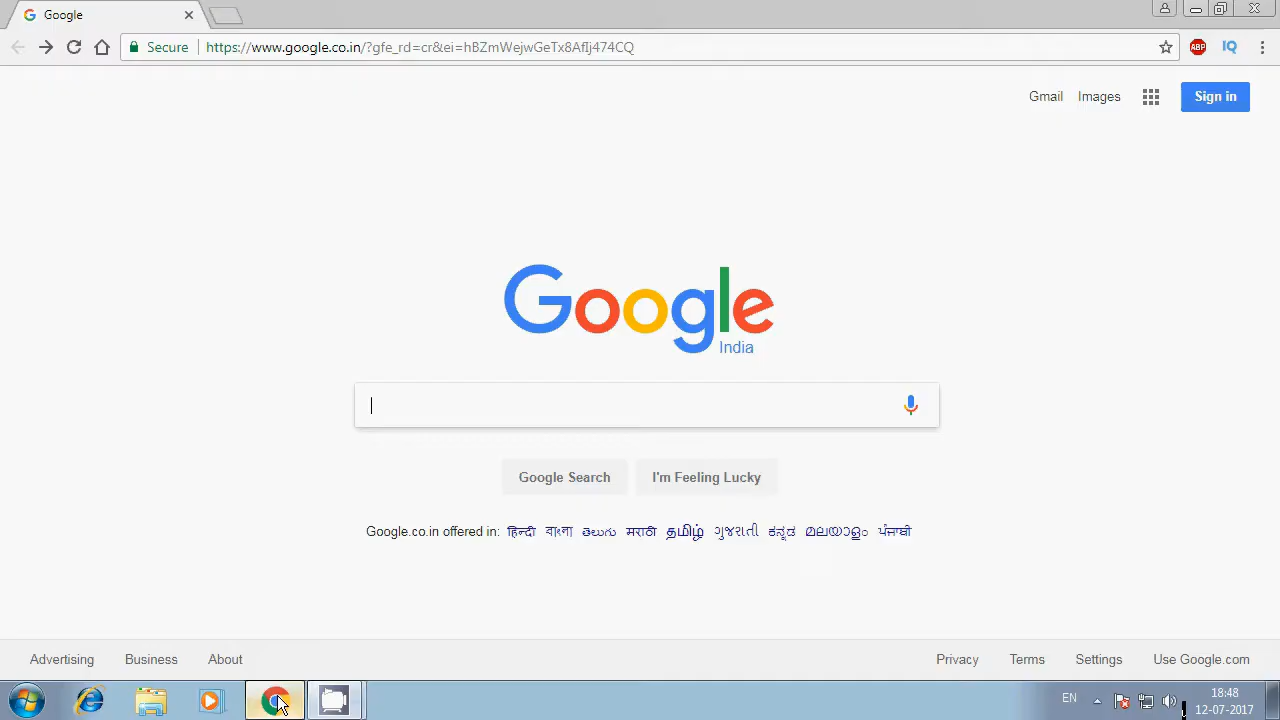 Google
Secure https://www.google.co.in/?gfe_rd=cr&ei=hBZmWejwGeTx8AfIj474CQ
ABP IQ
Gmail Images Sign in
Google
India
Google Search I'm Feeling Lucky
Google.co.in offered in: हिन्दी বাংলা తెలుగు मराठी தமிழ் ગુજરાતી ಕನ್ನಡ മലയാളം ਪੰਜਾਬੀ
Advertising Business About Privacy Terms Settings Use Google.com
EN 18:48
12-07-2017